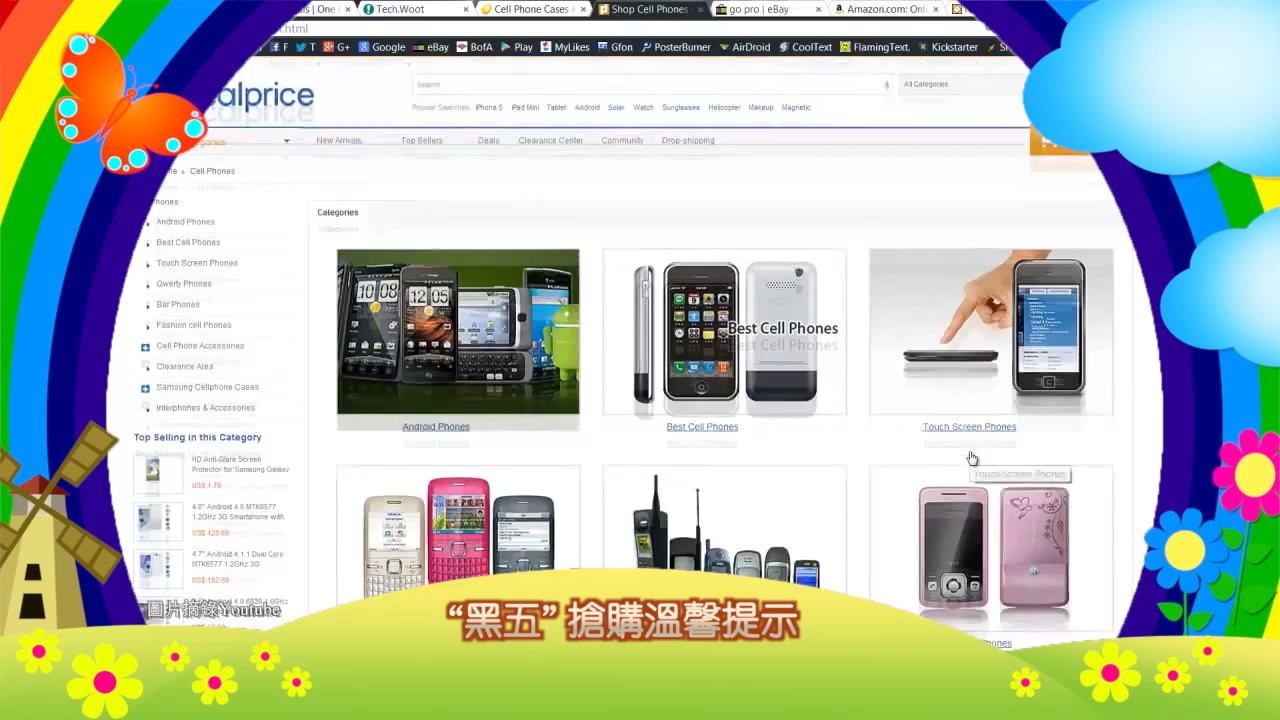 Tech.Woot
Cell Phone Cases
Shop Cell Phones
go pro | eBay
Amazon.com: Onli
F
T
G+
Google
eBay
BofA
Play
MyLikes
Gfon
PosterBurner
AirDroid
CoolText
FlamingText.
Kickstarter
alprice
Search
All Categories
Popular Searches: iPhone 5 iPad Mini Tablet Android Solar Watch Sunglasses Helicopter Makeup Magnetic
New Arrivals
Top Sellers
Deals
Clearance Center
Community
Drop-shipping
Cell Phones
Android Phones
Best Cell Phones
Touch Screen Phones
Qwerty Phones
Bar Phones
Fashion cell Phones
Cell Phone Accessories
Clearance Area
Samsung Cellphone Cases
Interphones & Accessories
Top Selling in this Category
HD Anti-Glare Screen
Protector for Samsung Galaxy
US$ 1.79
4.0" Android 4.0 MTK6577
1.2GHz 3G Smartphone with
US$ 126.69
4.7" Android 4.1.1 Dual Core
MTK6577 1.2GHz 3G
US$ 152.69
Categories
Best Cell Phones
Android Phones
Best Cell Phones
Touch Screen Phones
Touch Screen Phones
圖片摘錄Youtube
“黑五” 搶購溫馨提示